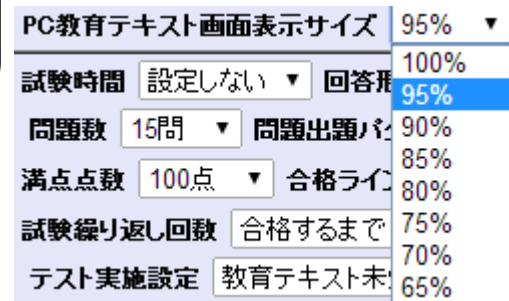 PC教育テキスト画面表示サイズ 95% ▼
試験時間 設定しない ▼ 回答形 100%
95%
問題数 15問 ▼ 問題出題パタ 90%
85%
満点点数 100点 ▼ 合格ライン 80%
試験繰り返し回数 合格するまで 75%
70%
テスト実施設定 教育テキスト未 65%